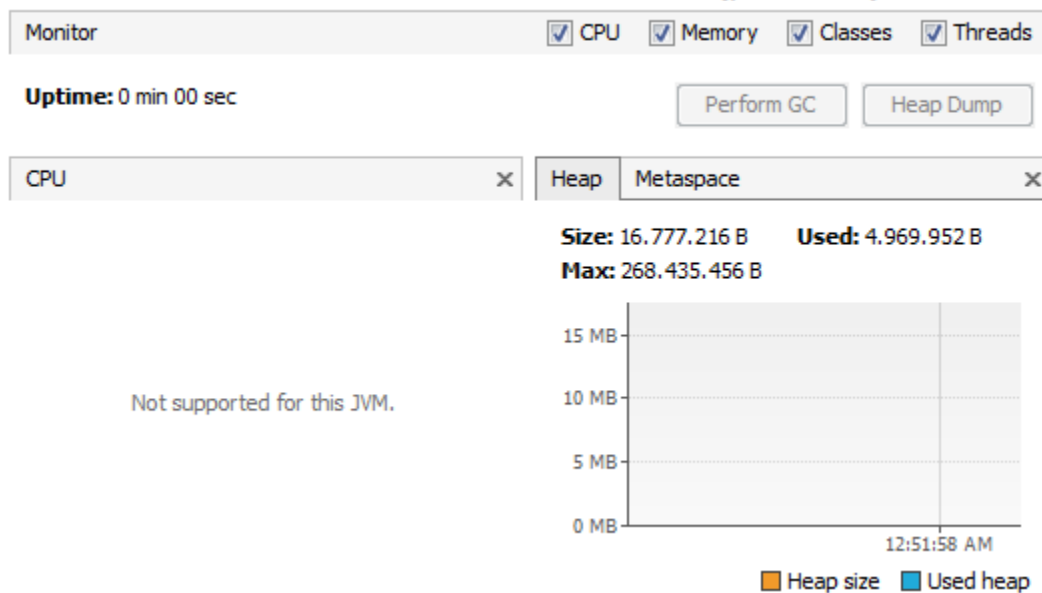 Monitor CPU Memory Classes Threads
Uptime: 0 min 00 sec Perform GC Heap Dump
CPU Heap Metaspace
Size: 16.777.216 B Used: 4.969.952 B
Max: 268.435.456 B
15 MB
Not supported for this JVM. 10 MB
5 MB
0 MB
12:51:58 AM
Heap size Used heap